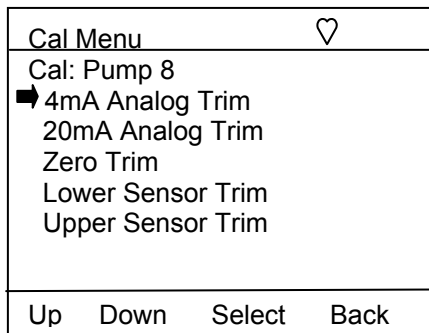 Cal Menu
Cal: Pump 8
4mA Analog Trim
20mA Analog Trim
Zero Trim
Lower Sensor Trim
Upper Sensor Trim
Up Down Select Back